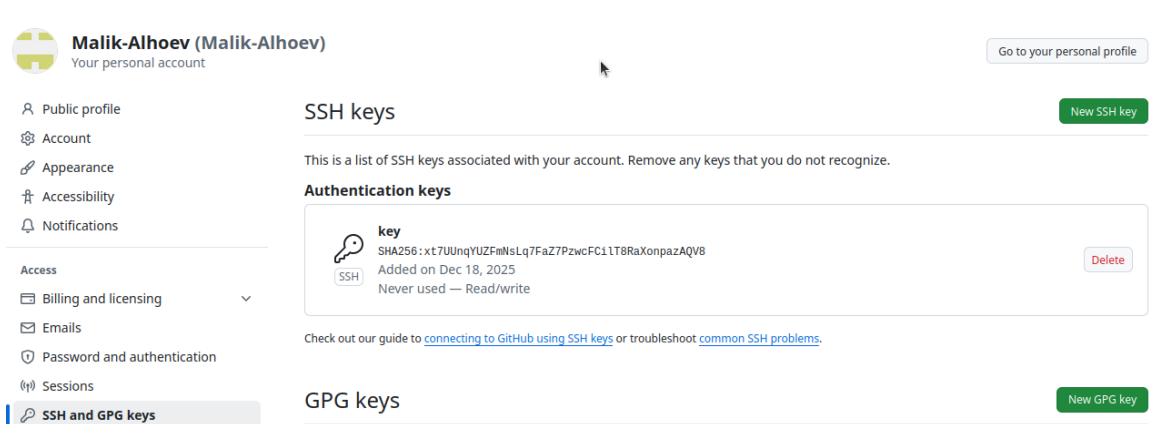 Malik-Alhoev (Malik-Alhoev)
Your personal account
Go to your personal profile
Public profile
Account
Appearance
Accessibility
Notifications
Access
Billing and licensing
Emails
Password and authentication
Sessions
SSH and GPG keys
SSH keys
New SSH key
This is a list of SSH keys associated with your account. Remove any keys that you do not recognize.
Authentication keys
key
SHA256:xt7UUnqYUZFmNsLq7FaZ7PzwcFCilT8RaXonpazAQV8
SSH
Added on Dec 18, 2025
Never used — Read/write
Delete
Check out our guide to connecting to GitHub using SSH keys or troubleshoot common SSH problems.
GPG keys
New GPG key